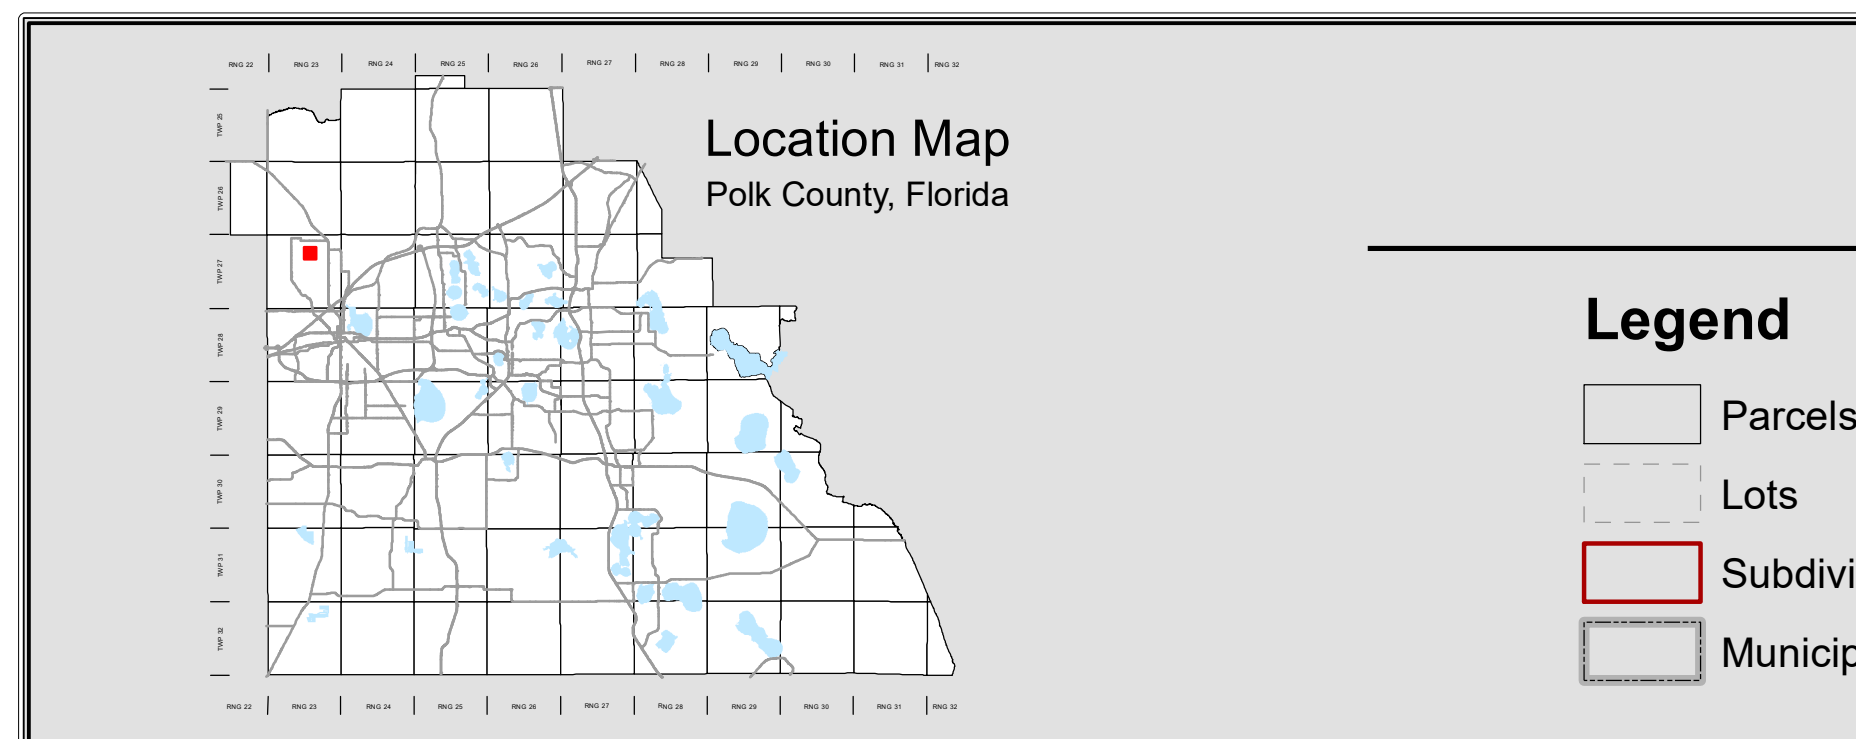 RNG 22 RNG 23 RNG 24 RNG 25 RNG 26 RNG 27 RNG 28 RNG 29 RNG 30 RNG 31 RNG 32
Location Map
Polk County, Florida
TWP 25
TWP 26
TWP 27
TWP 28
TWP 29
TWP 30
TWP 31
TWP 32
RNG 22 RNG 23 RNG 24 RNG 25 RNG 26 RNG 27 RNG 28 RNG 29 RNG 30 RNG 31 RNG 32
Legend
Parcels
Lots
Subdivi
Municip